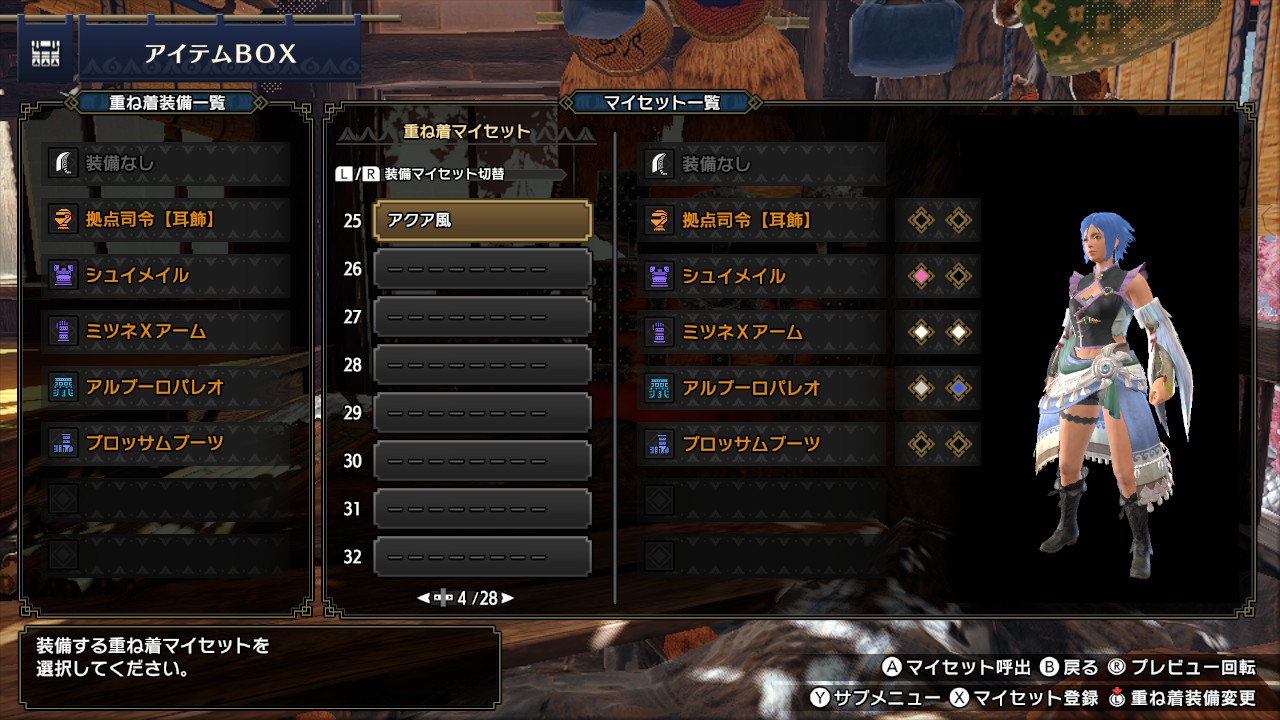 アイテムBOX
重ね着装備一覧
装備なし
拠点司令【耳飾】
シュイメイル
ミツネXアーム
アルブーロパレオ
ブロッサムブーツ
マイセット一覧
重ね着マイセット
L/R 装備マイセット切替
25 アクア風
26 ––––––––
27 ––––––––
28 ––––––––
29 ––––––––
30 ––––––––
31 ––––––––
32 ––––––––
4/28
装備なし
拠点司令【耳飾】
シュイメイル
ミツネXアーム
アルブーロパレオ
ブロッサムブーツ
装備する重ね着マイセットを
選択してください。
Aマイセット呼出 B戻る Rプレビュー回転
Yサブメニュー Xマイセット登録 L重ね着装備変更